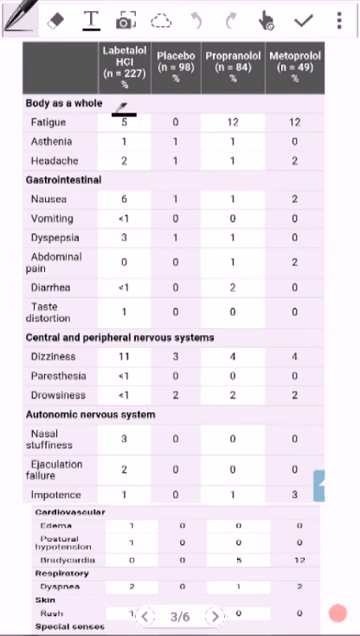 Labetalol HCl (n = 227) % Placebo (n = 98) % Propranolol (n = 84) % Metoprolol (n = 49) %
Body as a whole
Fatigue 5 0 12 12
Asthenia 1 1 1 0
Headache 2 1 1 2
Gastrointestinal
Nausea 6 1 1 2
Vomiting <1 0 0 0
Dyspepsia 3 1 1 0
Abdominal pain 0 0 1 2
Diarrhea <1 0 2 0
Taste distortion 1 0 0 0
Central and peripheral nervous systems
Dizziness 11 3 4 4
Paresthesia <1 0 0 0
Drowsiness <1 2 2 2
Autonomic nervous system
Nasal stuffiness 3 0 0 0
Ejaculation failure 2 0 0 0
Impotence 1 0 1 3
Cardiovascular
Edema 1 0 0 0
Postural hypotension 1 0 0 0
Bradycardia 0 0 5 12
Respiratory
Dyspnea 2 0 1 2
Skin
Rash 1 0 0
3/6
Special senses